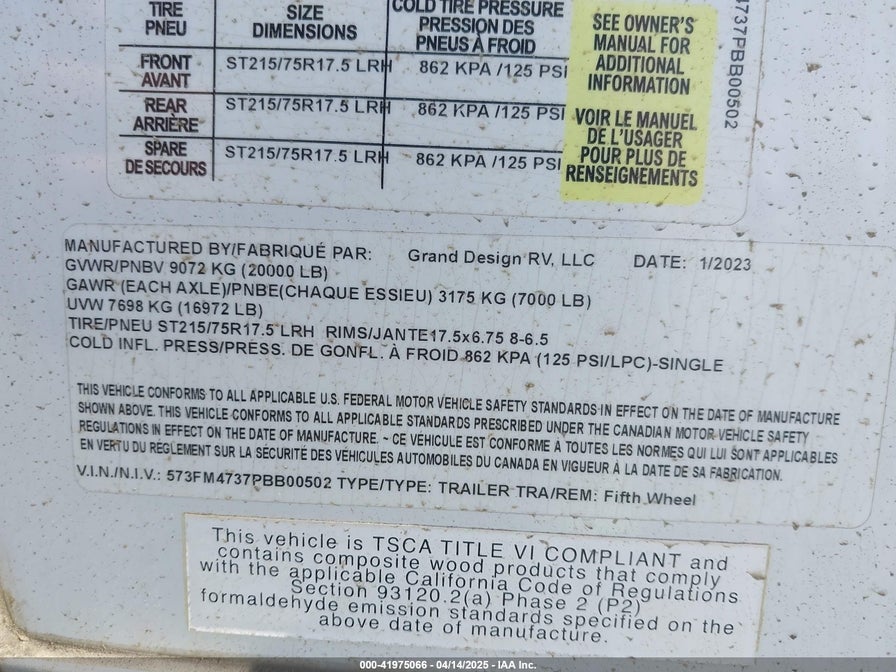 TIRE SIZE COLD TIRE PRESSURE
PNEU DIMENSIONS PRESSION DES
PNEUS À FROID
FRONT ST215/75R17.5 LRH 862 KPA /125 PSI
AVANT
REAR ST215/75R17.5 LRH 862 KPA /125 PSI
ARRIÈRE
SPARE ST215/75R17.5 LRH 862 KPA /125 PSI
DE SECOURS
SEE OWNER'S
MANUAL FOR
ADDITIONAL
INFORMATION
VOIR LE MANUEL
DE L'USAGER
POUR PLUS DE
RENSEIGNEMENTS
4737PBB00502
MANUFACTURED BY/FABRIQUÉ PAR: Grand Design RV, LLC DATE: 1/2023
GVWR/PNBV 9072 KG (20000 LB)
GAWR (EACH AXLE)/PNBE(CHAQUE ESSIEU) 3175 KG (7000 LB)
UVW 7698 KG (16972 LB)
TIRE/PNEU ST215/75R17.5 LRH RIMS/JANTE17.5x6.75 8-6.5
COLD INFL. PRESS/PRESS. DE GONFL. À FROID 862 KPA (125 PSI/LPC)-SINGLE
THIS VEHICLE CONFORMS TO ALL APPLICABLE U.S. FEDERAL MOTOR VEHICLE SAFETY STANDARDS IN EFFECT ON THE DATE OF MANUFACTURE
SHOWN ABOVE. THIS VEHICLE CONFORMS TO ALL APPLICABLE STANDARDS PRESCRIBED UNDER THE CANADIAN MOTOR VEHICLE SAFETY
REGULATIONS IN EFFECT ON THE DATE OF MANUFACTURE. ~ CE VÉHICULE EST CONFORME À TOUTES LES NORMES QUI LUI SONT APPLICABLES
EN VERTU DU RÈGLEMENT SUR LA SÉCURITÉ DES VÉHICULES AUTOMOBILES DU CANADA EN VIGUEUR À LA DATE DE SA FABRICATION.
V.I.N./N.I.V.: 573FM4737PBB00502 TYPE/TYPE: TRAILER TRA/REM: Fifth Wheel
This vehicle is TSCA TITLE VI COMPLIANT and
contains composite wood products that comply
with the applicable California Code of Regulations
Section 93120.2(a) Phase 2 (P2)
formaldehyde emission standards specified on the
above date of manufacture.
000-41975066 - 04/14/2025 - IAA Inc.